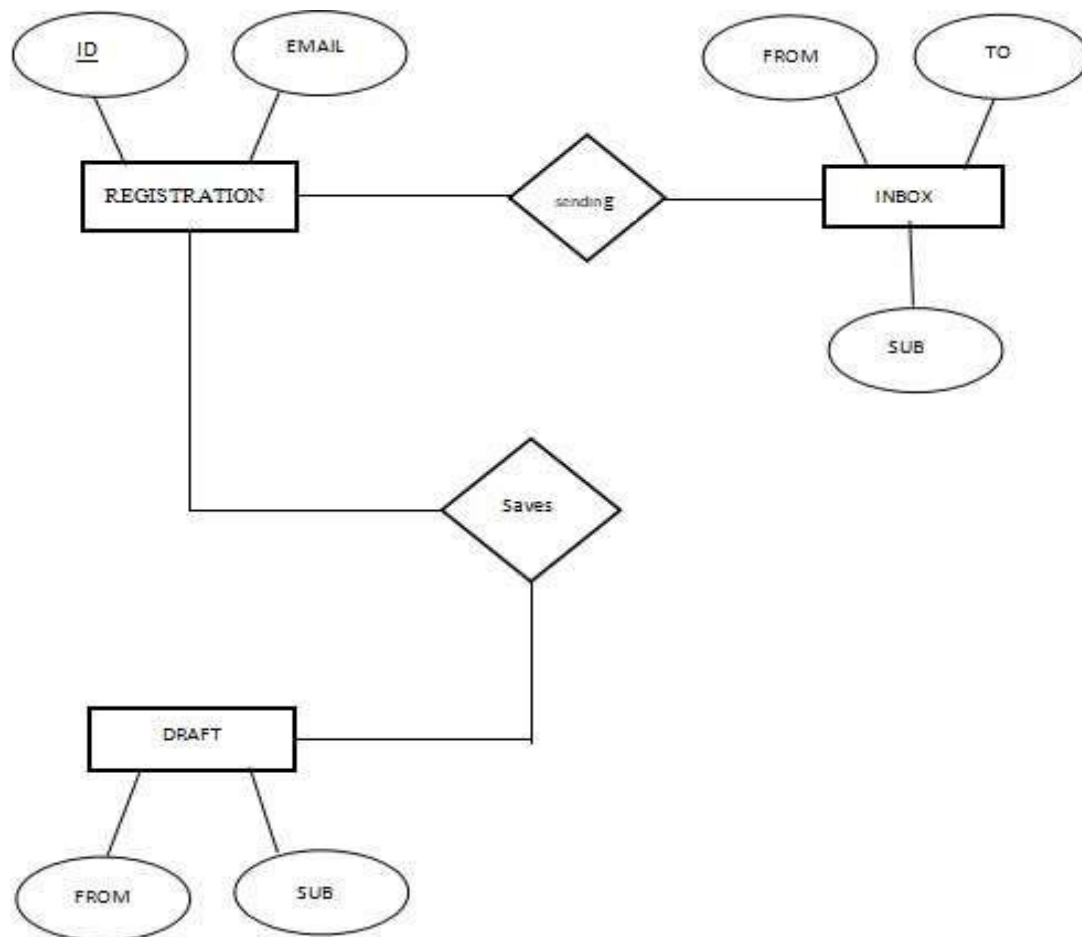 ID
EMAIL
FROM
TO
REGISTRATION
sending
INBOX
SUB
Saves
DRAFT
FROM
SUB